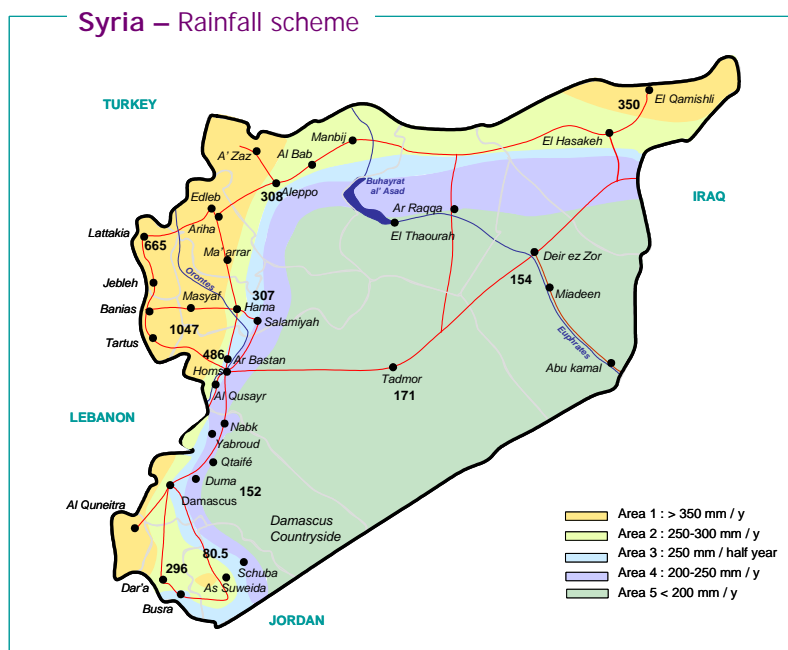 Syria – Rainfall scheme
TURKEY
350
El Qamishli
Manbij
El Hasakeh
Al Bab
A' Zaz
Buhayrat
al' Asad
IRAQ
308
Aleppo
Edleb
Ar Raqqa
Ariha
El Thaourah
Lattakia
665
Ma' arrar
Deir ez Zor
154
Orontes
Jebleh
307
Miadeen
Masyaf
Banias
Hama
Salamiyah
1047
Euphrates
Tartus
486
Ar Bastan
Abu kamal
Homs
Tadmor
171
Al Qusayr
LEBANON
Nabk
Yabroud
Qtaifé
Duma
152
Damascus
Al Quneitra
Damascus
Countryside
80.5
296
Schuba
Dar'a
As Suweida
Busra
JORDAN
Area 1 : > 350 mm / y
Area 2 : 250-300 mm / y
Area 3 : 250 mm / half year
Area 4 : 200-250 mm / y
Area 5 < 200 mm / y